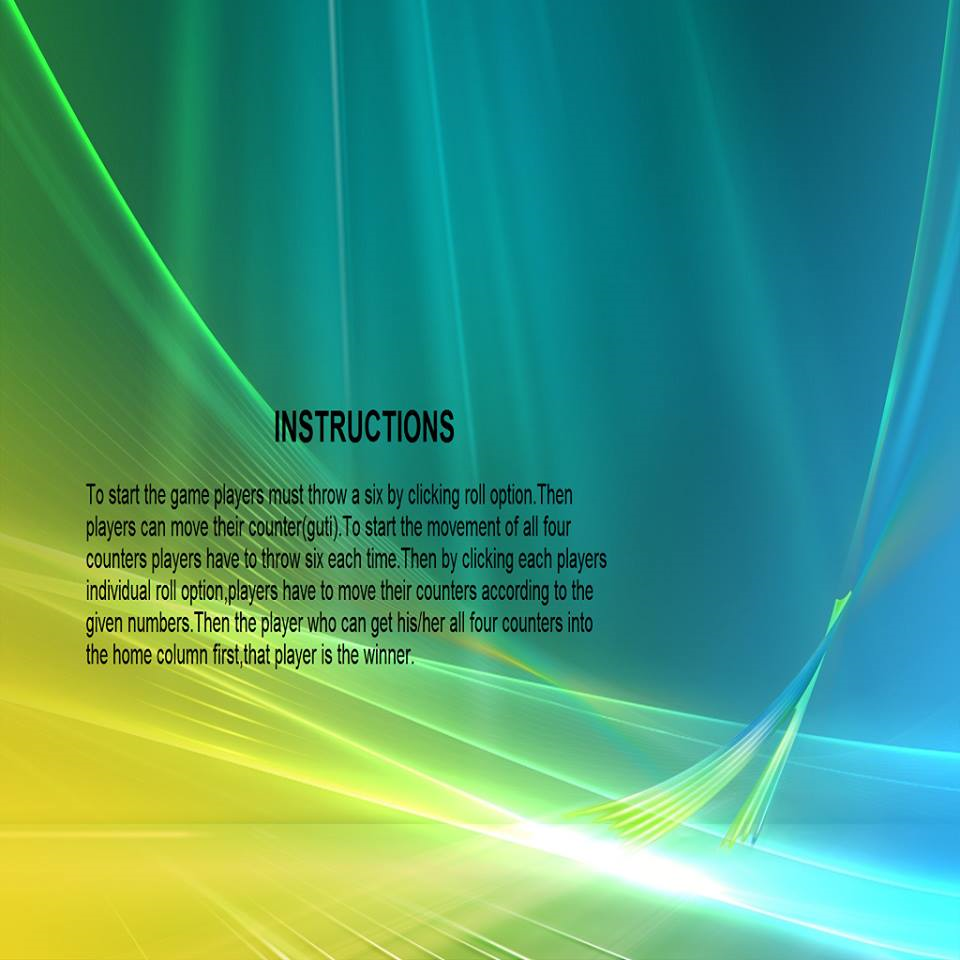 INSTRUCTIONS
To start the game players must throw a six by clicking roll option.Then
players can move their counter(guti).To start the movement of all four
counters players have to throw six each time.Then by clicking each players
individual roll option,players have to move their counters according to the
given numbers.Then the player who can get his/her all four counters into
the home column first,that player is the winner.